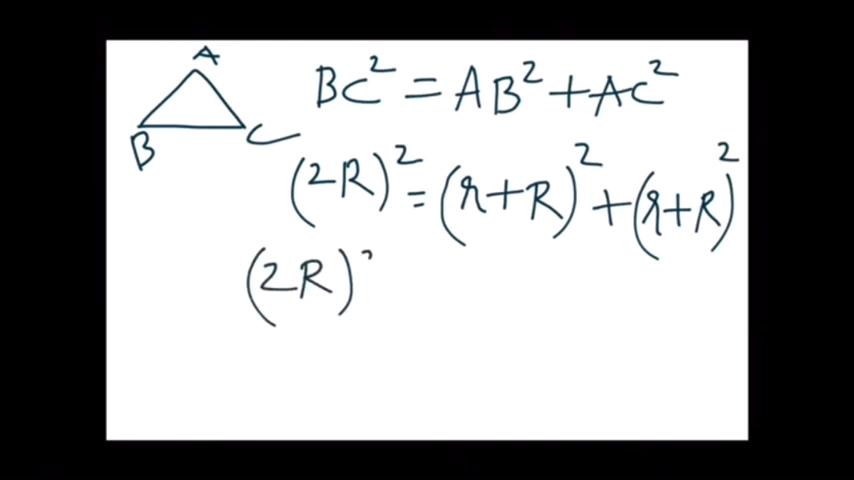 A
B
C
BC² = AB² + AC²
(2R)² = (r+R)² + (r+R)²
(2R)²